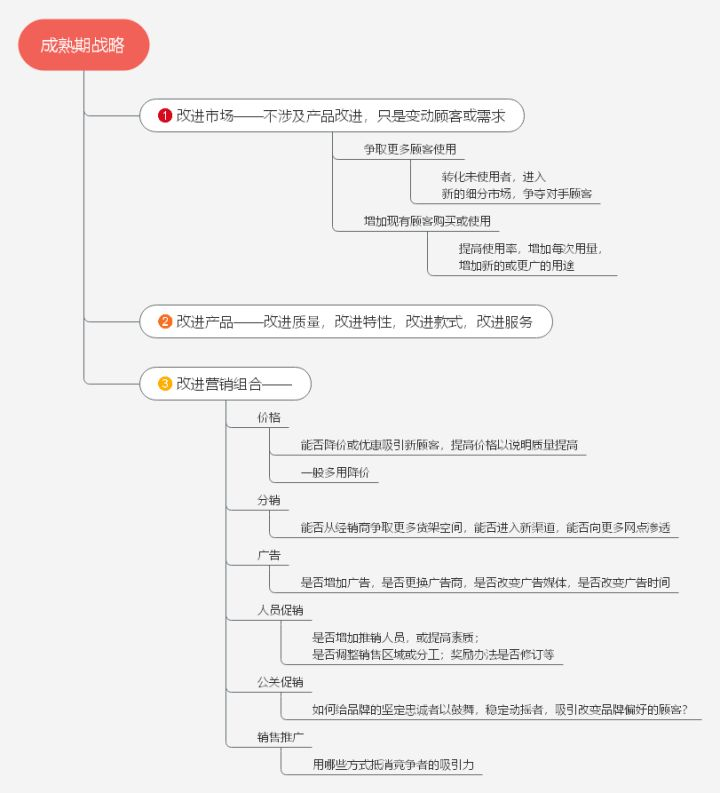 成熟期战略
1 改进市场——不涉及产品改进，只是变动顾客或需求
争取更多顾客使用
转化未使用者，进入
新的细分市场，争夺对手顾客
增加现有顾客购买或使用
提高使用率，增加每次用量，
增加新的或更广的用途
2 改进产品——改进质量，改进特性，改进款式，改进服务
3 改进营销组合——
价格
能否降价或优惠吸引新顾客，提高价格以说明质量提高
一般多用降价
分销
能否从经销商争取更多货架空间，能否进入新渠道，能否向更多网点渗透
广告
是否增加广告，是否更换广告商，是否改变广告媒体，是否改变广告时间
人员促销
是否增加推销人员，或提高素质；
是否调整销售区域或分工；奖励办法是否修订等
公关促销
如何给品牌的坚定忠诚者以鼓舞，稳定动摇者，吸引改变品牌偏好的顾客？
销售推广
用哪些方式抵消竞争者的吸引力